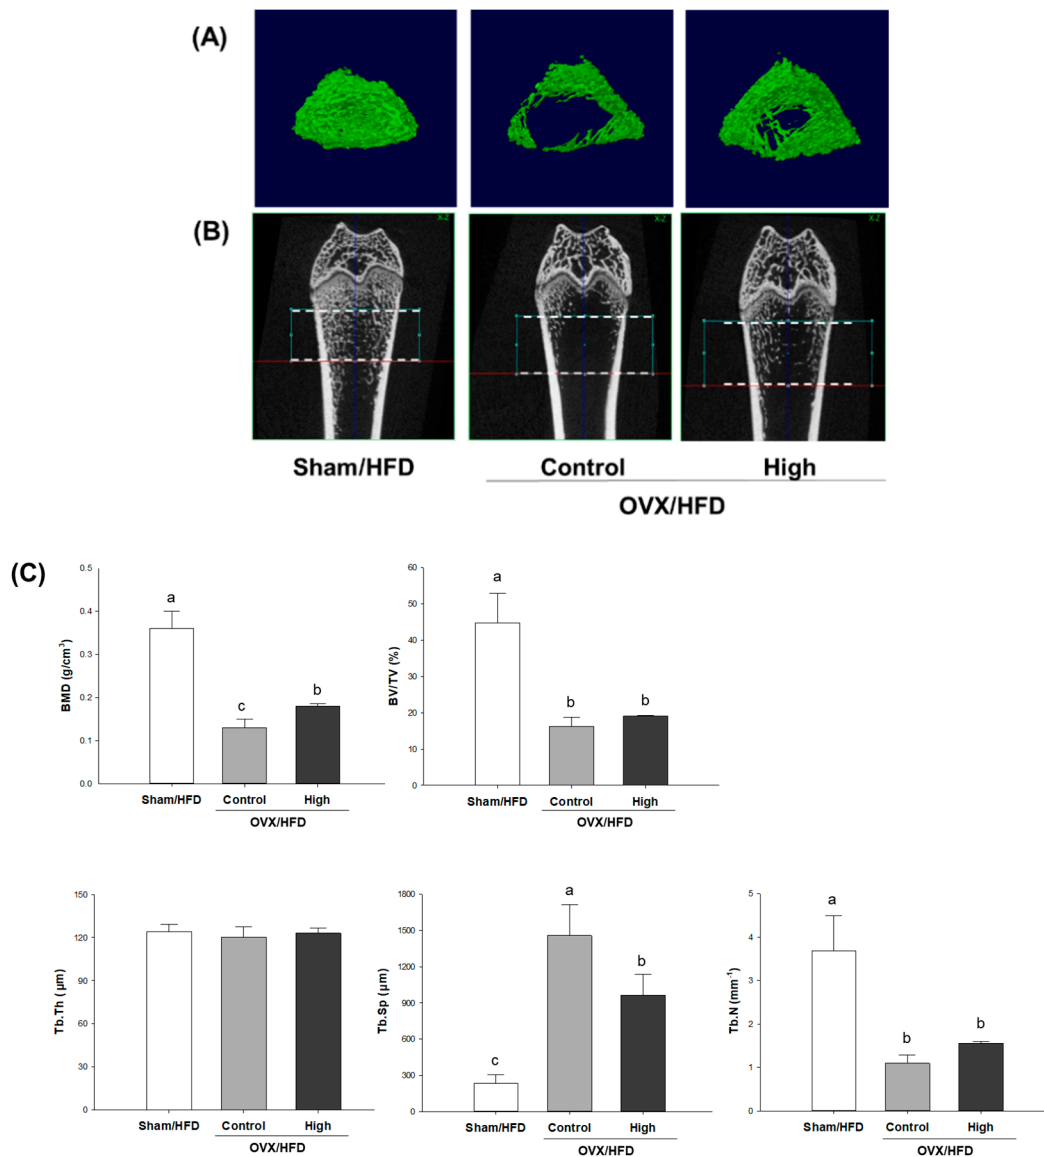 (A)
(B)
X-Z
X-Z
X-Z
Sham/HFD
Control
High
OVX/HFD
(C)
BMD (g/cm³)
0.5
0.4
0.3
0.2
0.1
0.0
a
c
b
Sham/HFD
Control
High
OVX/HFD
BV/TV (%)
60
50
40
30
20
10
0
a
b
b
Sham/HFD
Control
High
OVX/HFD
Tb.Th (µm)
150
120
90
60
30
0
Sham/HFD
Control
High
OVX/HFD
Tb.Sp (µm)
1800
1500
1200
900
600
300
0
c
a
b
Sham/HFD
Control
High
OVX/HFD
Tb.N (mm⁻¹)
5
4
3
2
1
0
a
b
b
Sham/HFD
Control
High
OVX/HFD